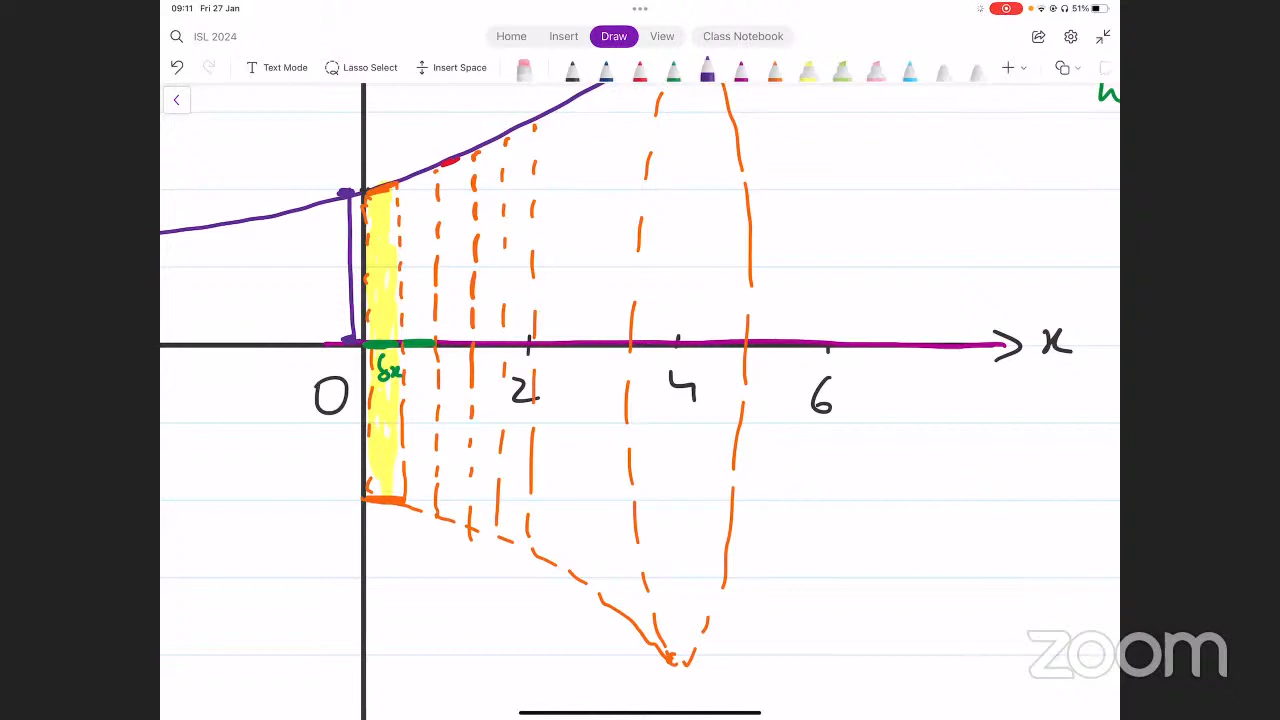 09:11 Fri 27 Jan
51%
ISL 2024
Home Insert Draw View Class Notebook
Text Mode Lasso Select Insert Space
h
x
δx
0 2 4 6
zoom